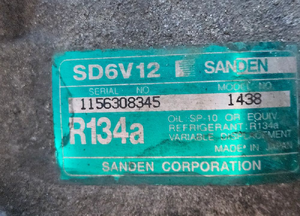 SD6V12 SANDEN
SERIAL NO. MODEL NO.
1156308345 1438
R134a
OIL SP-10 OR EQUIV.
REFRIGERANT, R134a
VARIABLE DISPLACEMENT
MADE IN JAPAN
SANDEN CORPORATION